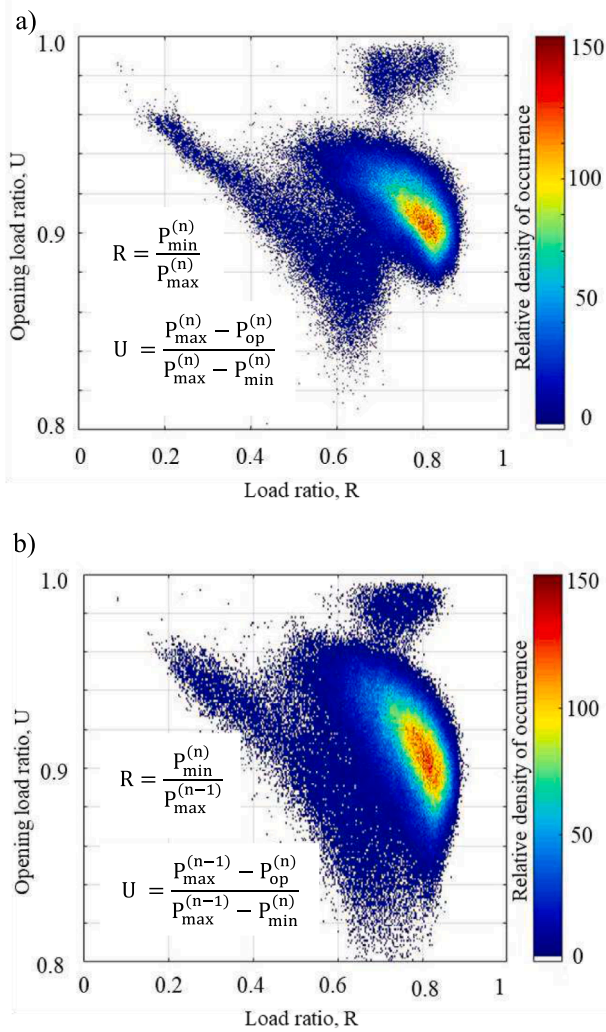 a)
1.0
0.9
0.8
0
0.2
0.4
0.6
0.8
1
Opening load ratio, U
Load ratio, R
R = P_min^(n) / P_max^(n)
U = (P_max^(n) − P_op^(n)) / (P_max^(n) − P_min^(n))
150
100
50
0
Relative density of occurrence
b)
1.0
0.9
0.8
0
0.2
0.4
0.6
0.8
1
Opening load ratio, U
Load ratio, R
R = P_min^(n) / P_max^(n-1)
U = (P_max^(n-1) − P_op^(n)) / (P_max^(n-1) − P_min^(n))
150
100
50
0
Relative density of occurrence